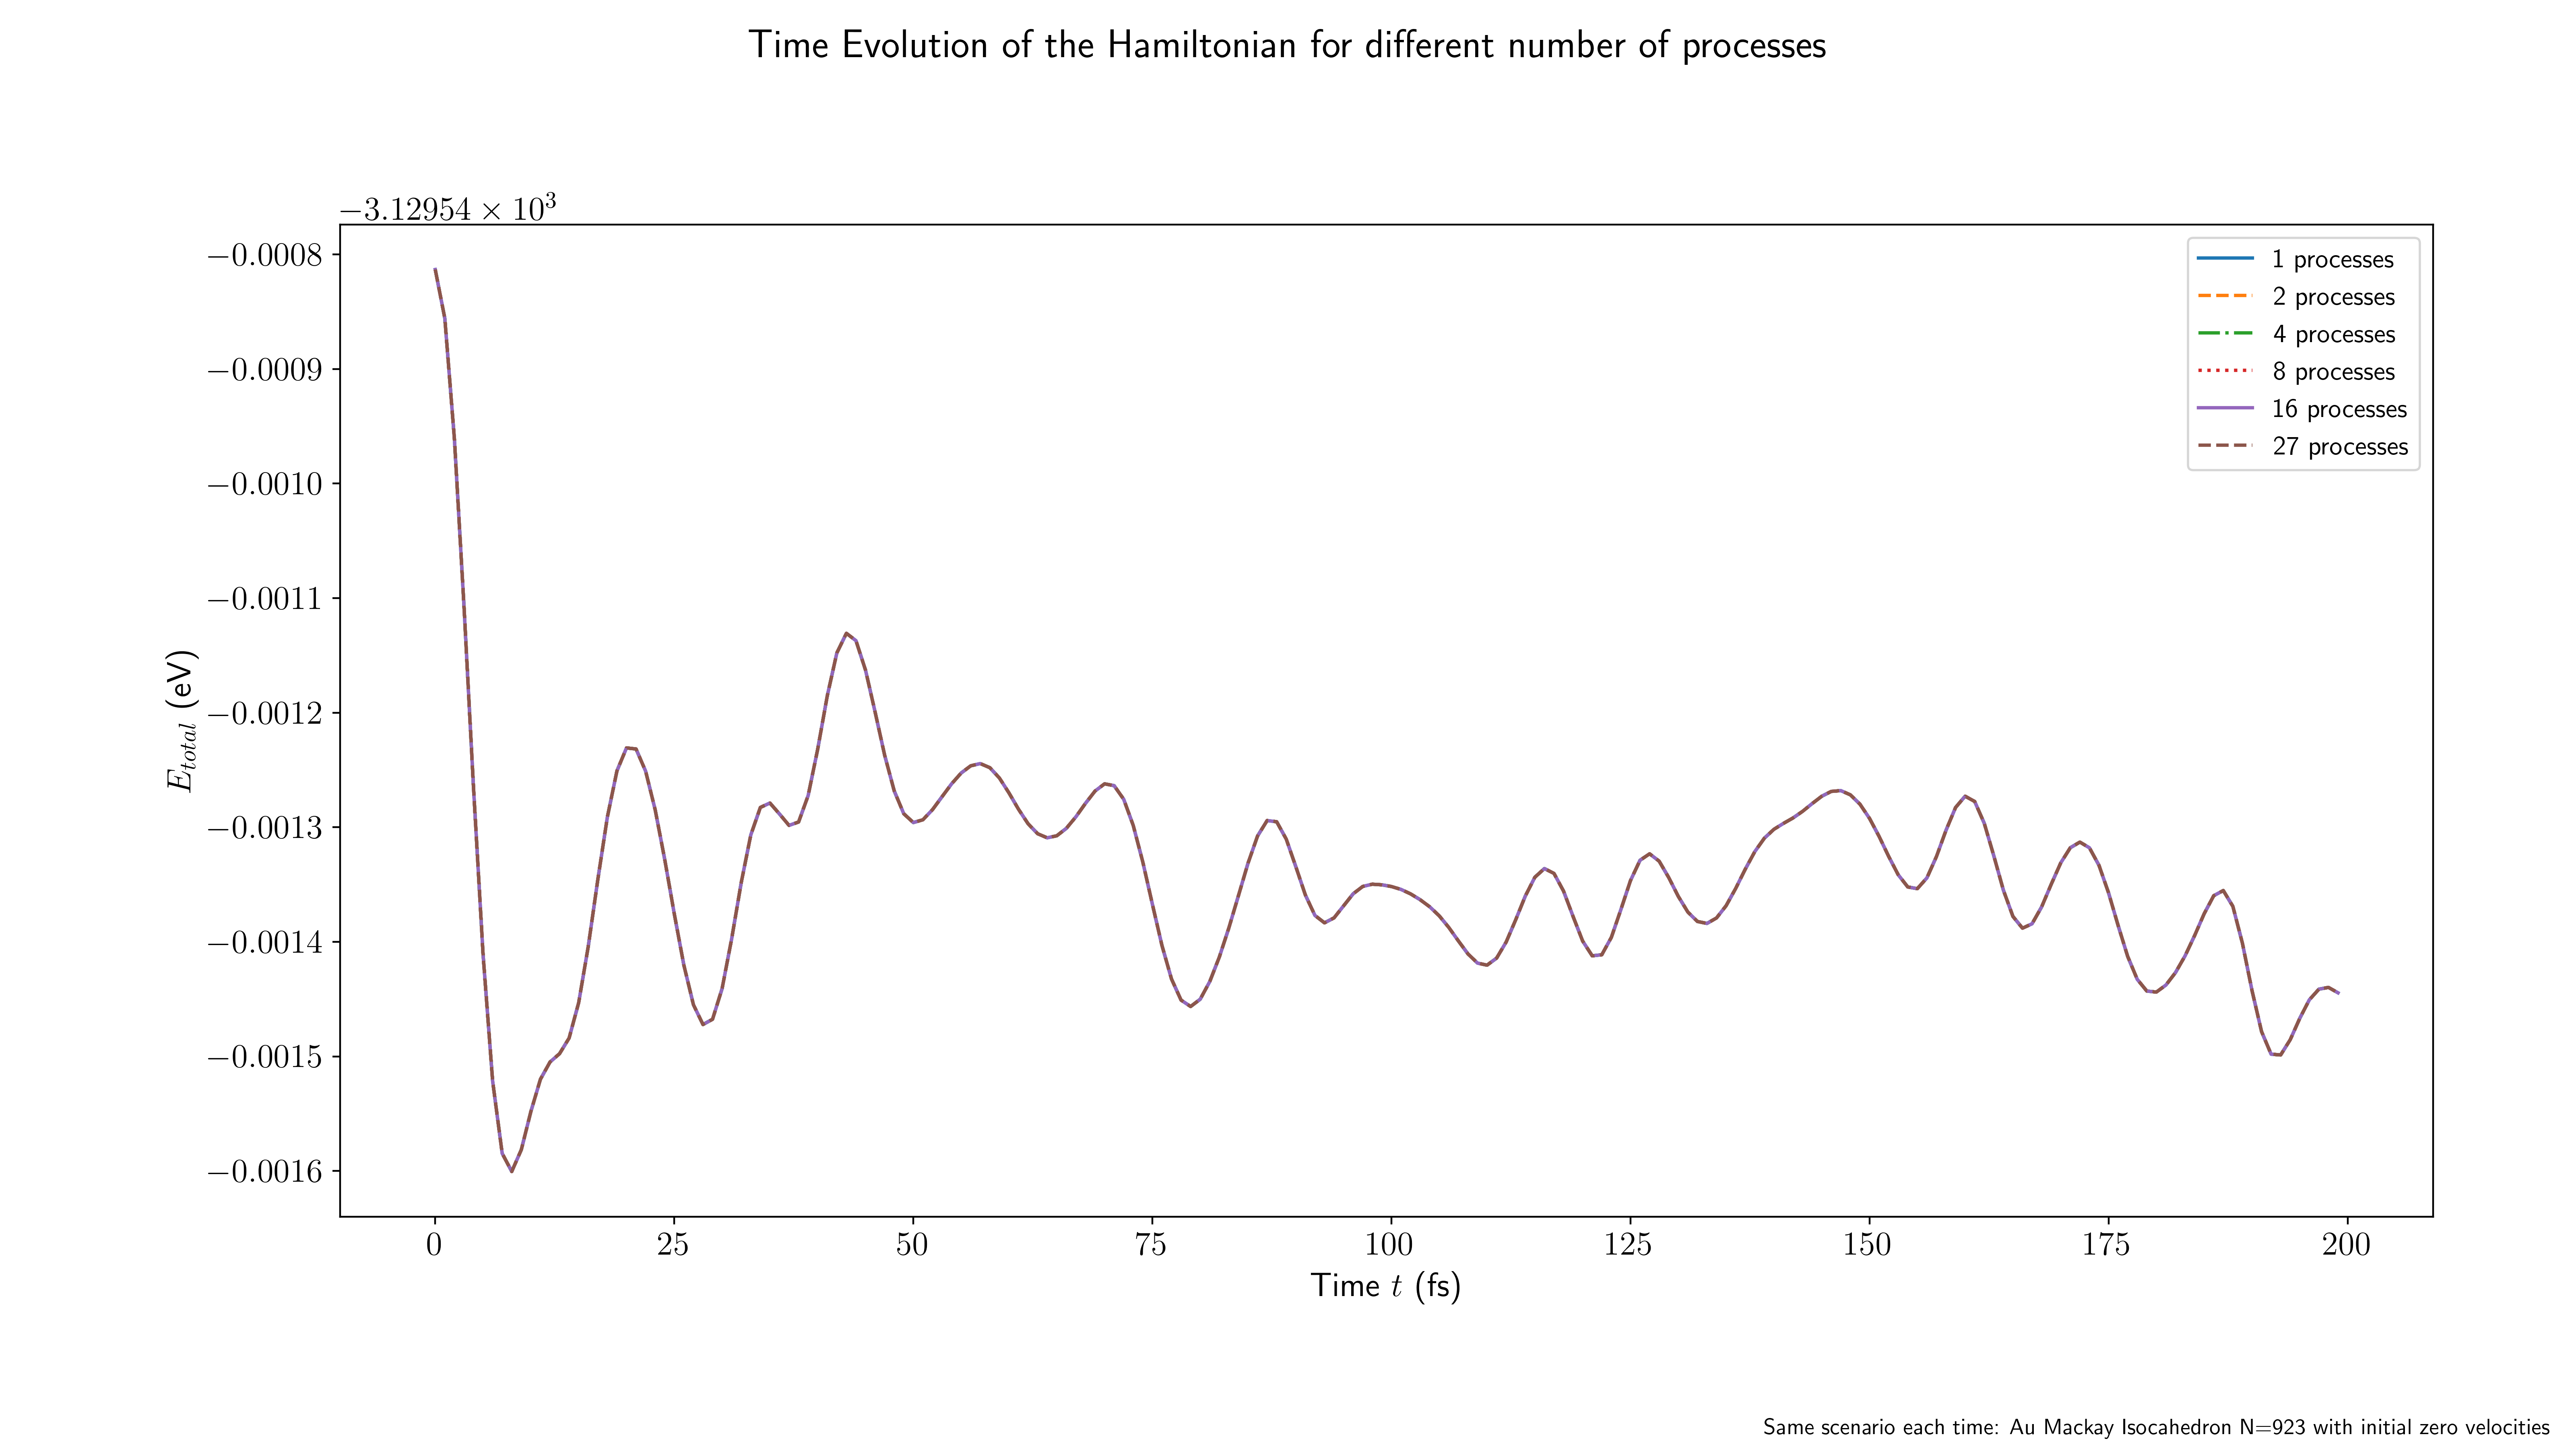 Time Evolution of the Hamiltonian for different number of processes
−3.12954 × 10³
−0.0008
−0.0009
−0.0010
−0.0011
−0.0012
−0.0013
−0.0014
−0.0015
−0.0016
E_total (eV)
1 processes
2 processes
4 processes
8 processes
16 processes
27 processes
0 25 50 75 100 125 150 175 200
Time t (fs)
Same scenario each time: Au Mackay Isocahedron N=923 with initial zero velocities